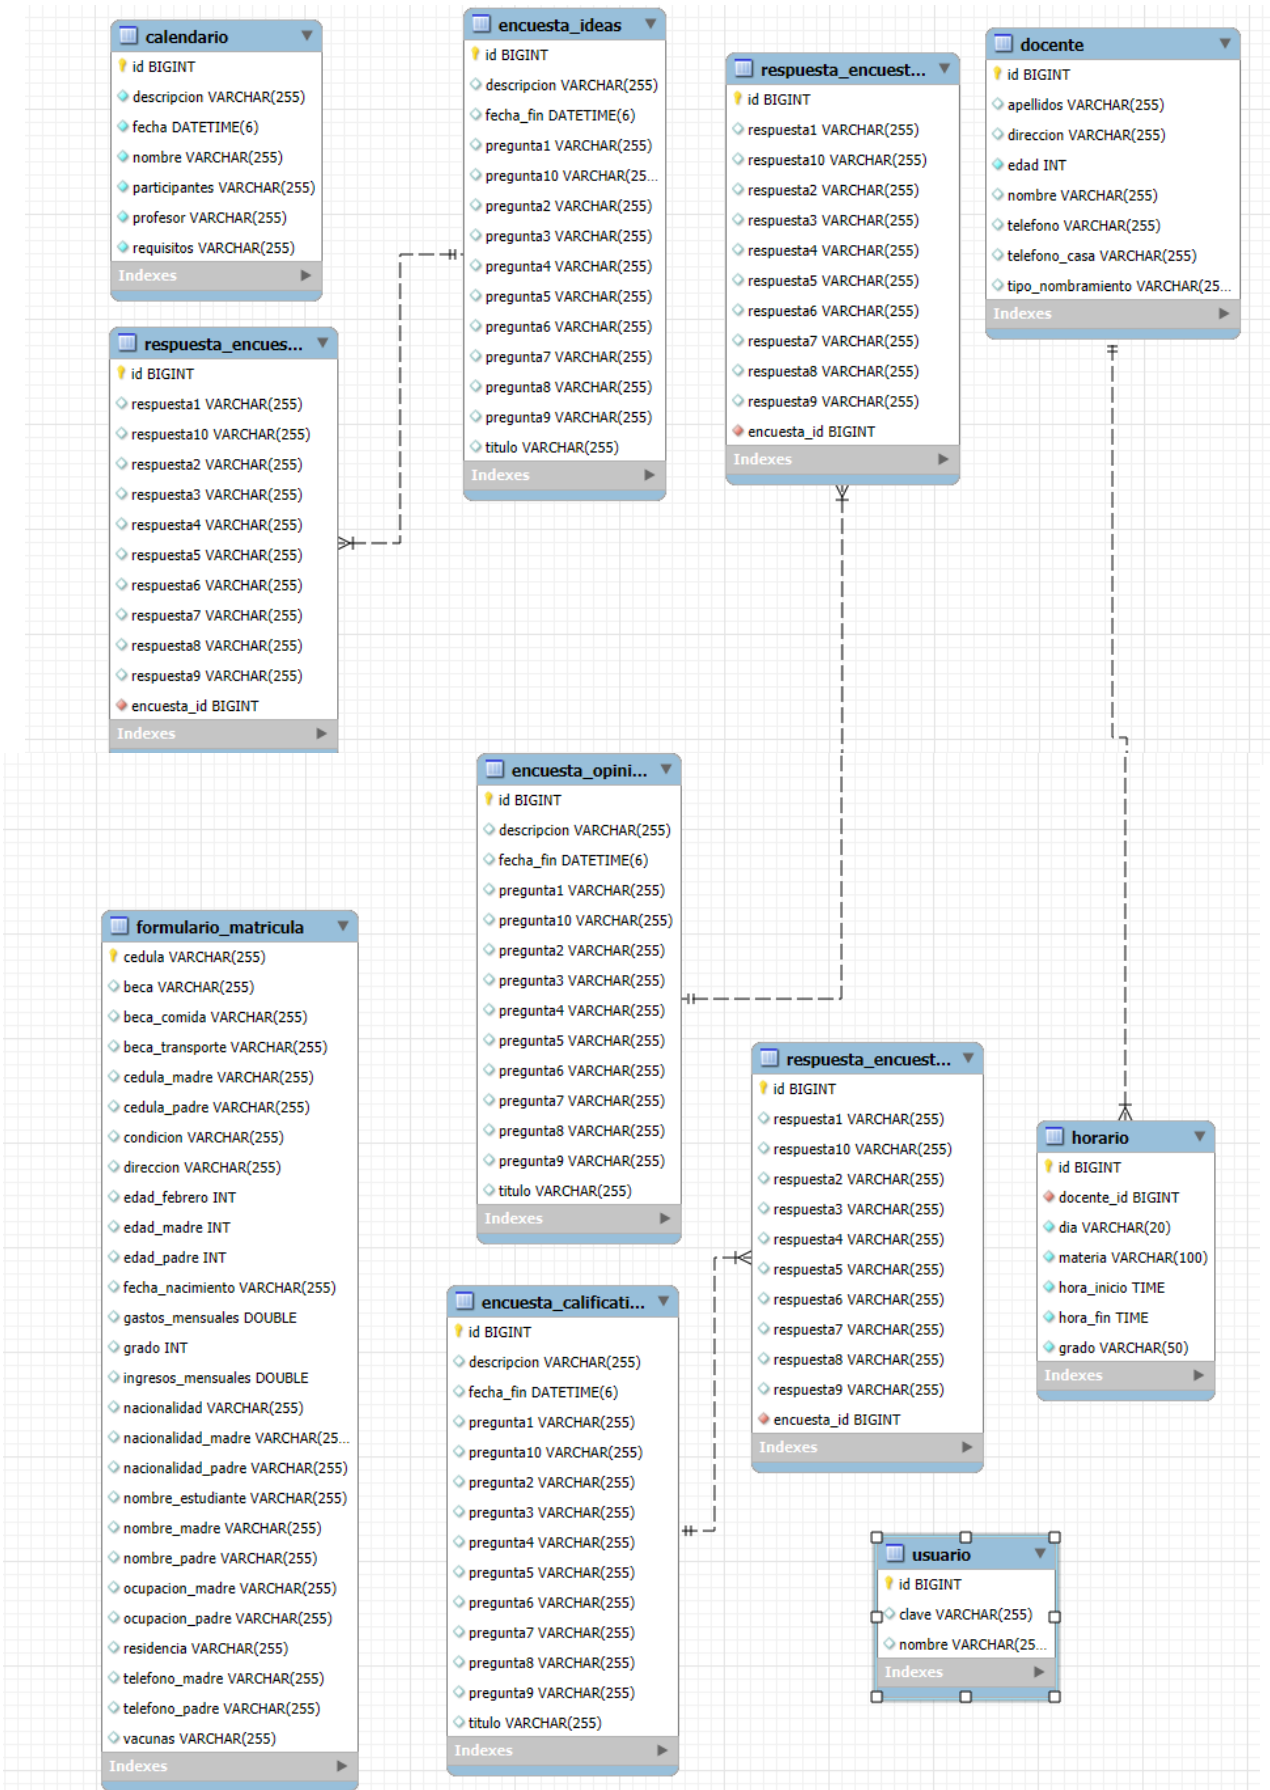 calendario
id BIGINT
descripcion VARCHAR(255)
fecha DATETIME(6)
nombre VARCHAR(255)
participantes VARCHAR(255)
profesor VARCHAR(255)
requisitos VARCHAR(255)
Indexes
encuesta_ideas
id BIGINT
descripcion VARCHAR(255)
fecha_fin DATETIME(6)
pregunta1 VARCHAR(255)
pregunta10 VARCHAR(25...
pregunta2 VARCHAR(255)
pregunta3 VARCHAR(255)
pregunta4 VARCHAR(255)
pregunta5 VARCHAR(255)
pregunta6 VARCHAR(255)
pregunta7 VARCHAR(255)
pregunta8 VARCHAR(255)
pregunta9 VARCHAR(255)
titulo VARCHAR(255)
Indexes
respuesta_encuest...
id BIGINT
respuesta1 VARCHAR(255)
respuesta10 VARCHAR(255)
respuesta2 VARCHAR(255)
respuesta3 VARCHAR(255)
respuesta4 VARCHAR(255)
respuesta5 VARCHAR(255)
respuesta6 VARCHAR(255)
respuesta7 VARCHAR(255)
respuesta8 VARCHAR(255)
respuesta9 VARCHAR(255)
encuesta_id BIGINT
Indexes
docente
id BIGINT
apellidos VARCHAR(255)
direccion VARCHAR(255)
edad INT
nombre VARCHAR(255)
telefono VARCHAR(255)
telefono_casa VARCHAR(255)
tipo_nombramiento VARCHAR(25...
Indexes
respuesta_encues...
id BIGINT
respuesta1 VARCHAR(255)
respuesta10 VARCHAR(255)
respuesta2 VARCHAR(255)
respuesta3 VARCHAR(255)
respuesta4 VARCHAR(255)
respuesta5 VARCHAR(255)
respuesta6 VARCHAR(255)
respuesta7 VARCHAR(255)
respuesta8 VARCHAR(255)
respuesta9 VARCHAR(255)
encuesta_id BIGINT
Indexes
encuesta_opini...
id BIGINT
descripcion VARCHAR(255)
fecha_fin DATETIME(6)
pregunta1 VARCHAR(255)
pregunta10 VARCHAR(255)
pregunta2 VARCHAR(255)
pregunta3 VARCHAR(255)
pregunta4 VARCHAR(255)
pregunta5 VARCHAR(255)
pregunta6 VARCHAR(255)
pregunta7 VARCHAR(255)
pregunta8 VARCHAR(255)
pregunta9 VARCHAR(255)
titulo VARCHAR(255)
Indexes
formulario_matricula
cedula VARCHAR(255)
beca VARCHAR(255)
beca_comida VARCHAR(255)
beca_transporte VARCHAR(255)
cedula_madre VARCHAR(255)
cedula_padre VARCHAR(255)
condicion VARCHAR(255)
direccion VARCHAR(255)
edad_febrero INT
edad_madre INT
edad_padre INT
fecha_nacimiento VARCHAR(255)
gastos_mensuales DOUBLE
grado INT
ingresos_mensuales DOUBLE
nacionalidad VARCHAR(255)
nacionalidad_madre VARCHAR(25...
nacionalidad_padre VARCHAR(255)
nombre_estudiante VARCHAR(255)
nombre_madre VARCHAR(255)
nombre_padre VARCHAR(255)
ocupacion_madre VARCHAR(255)
ocupacion_padre VARCHAR(255)
residencia VARCHAR(255)
telefono_madre VARCHAR(255)
telefono_padre VARCHAR(255)
vacunas VARCHAR(255)
Indexes
respuesta_encuest...
id BIGINT
respuesta1 VARCHAR(255)
respuesta10 VARCHAR(255)
respuesta2 VARCHAR(255)
respuesta3 VARCHAR(255)
respuesta4 VARCHAR(255)
respuesta5 VARCHAR(255)
respuesta6 VARCHAR(255)
respuesta7 VARCHAR(255)
respuesta8 VARCHAR(255)
respuesta9 VARCHAR(255)
encuesta_id BIGINT
Indexes
horario
id BIGINT
docente_id BIGINT
dia VARCHAR(20)
materia VARCHAR(100)
hora_inicio TIME
hora_fin TIME
grado VARCHAR(50)
Indexes
encuesta_calificati...
id BIGINT
descripcion VARCHAR(255)
fecha_fin DATETIME(6)
pregunta1 VARCHAR(255)
pregunta10 VARCHAR(255)
pregunta2 VARCHAR(255)
pregunta3 VARCHAR(255)
pregunta4 VARCHAR(255)
pregunta5 VARCHAR(255)
pregunta6 VARCHAR(255)
pregunta7 VARCHAR(255)
pregunta8 VARCHAR(255)
pregunta9 VARCHAR(255)
titulo VARCHAR(255)
Indexes
usuario
id BIGINT
clave VARCHAR(255)
nombre VARCHAR(25...
Indexes